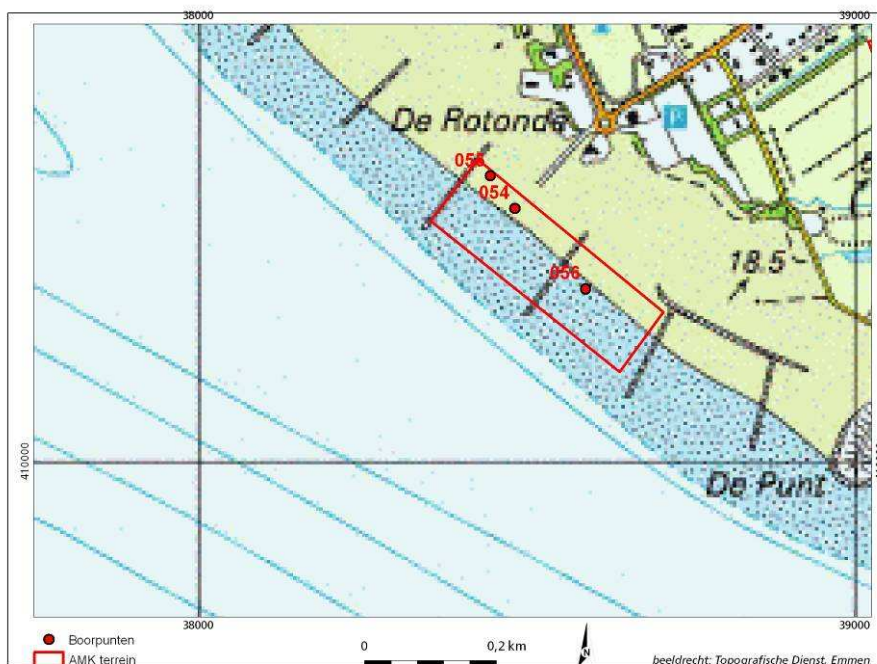 38000 39000
De Rotonde
P
055
054
056
18.5
410000
De Punt
38000 39000
Boorpunten
AMK terrein
0 0,2 km
N
beeldrecht: Topografische Dienst, Emmen